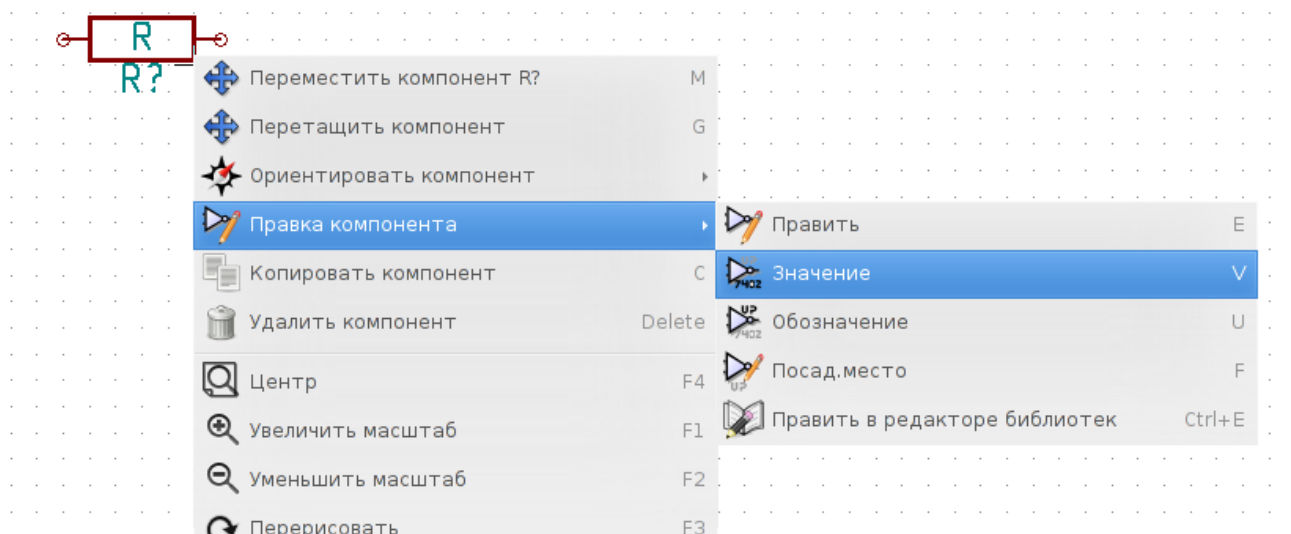 R
R?
Переместить компонент R? M
Перетащить компонент G
Ориентировать компонент
Правка компонента
Копировать компонент C
Удалить компонент Delete
Центр F4
Увеличить масштаб F1
Уменьшить масштаб F2
Перерисовать F3
Править E
Значение V
Обозначение U
Посад.место F
Править в редакторе библиотек Ctrl+E